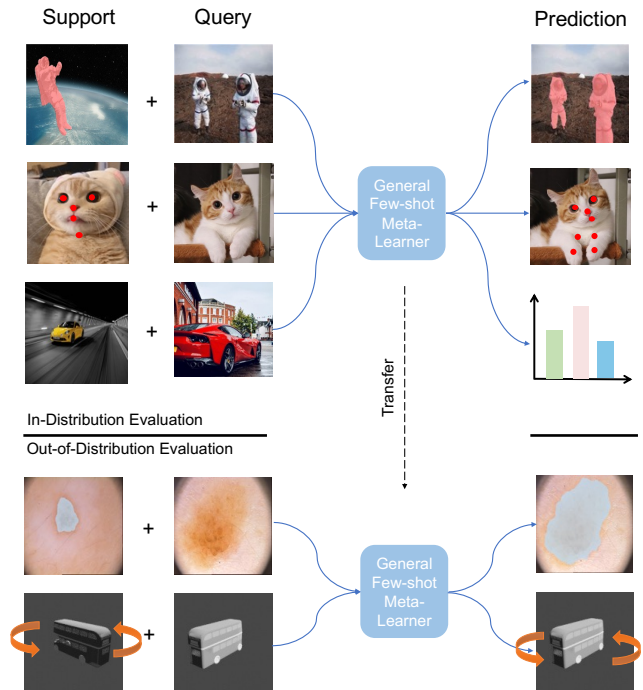 Support
Query
Prediction
+
General
Few-shot
Meta-
Learner
+
+
Transfer
In-Distribution Evaluation
Out-of-Distribution Evaluation
+
General
Few-shot
Meta-
Learner
+